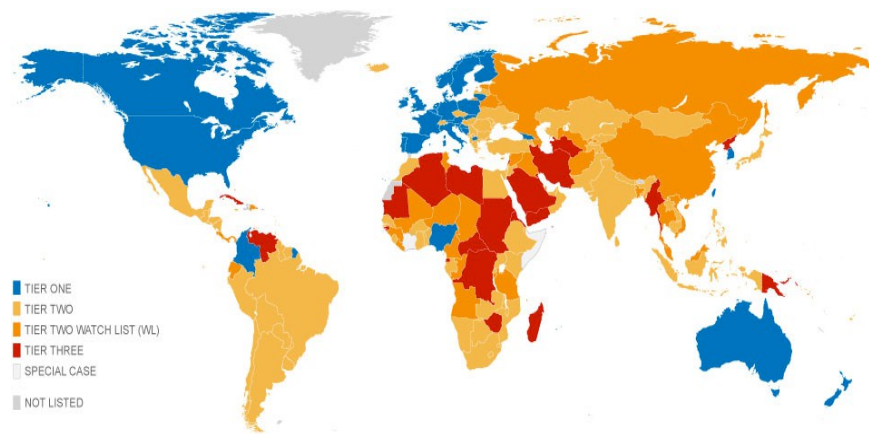 TIER ONE
TIER TWO
TIER TWO WATCH LIST (WL)
TIER THREE
SPECIAL CASE
NOT LISTED